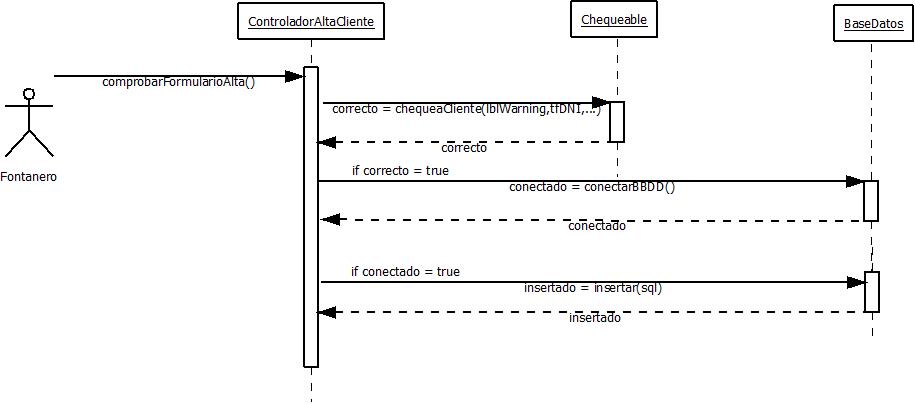 ControladorAltaCliente
Chequeable
BaseDatos
comprobarFormularioAlta()
correcto = chequeaCliente(lblWarning,tfDNI,...)
correcto
Fontanero
if correcto = true
conectado = conectarBBDD()
conectado
if conectado = true
insertado = insertar(sql)
insertado